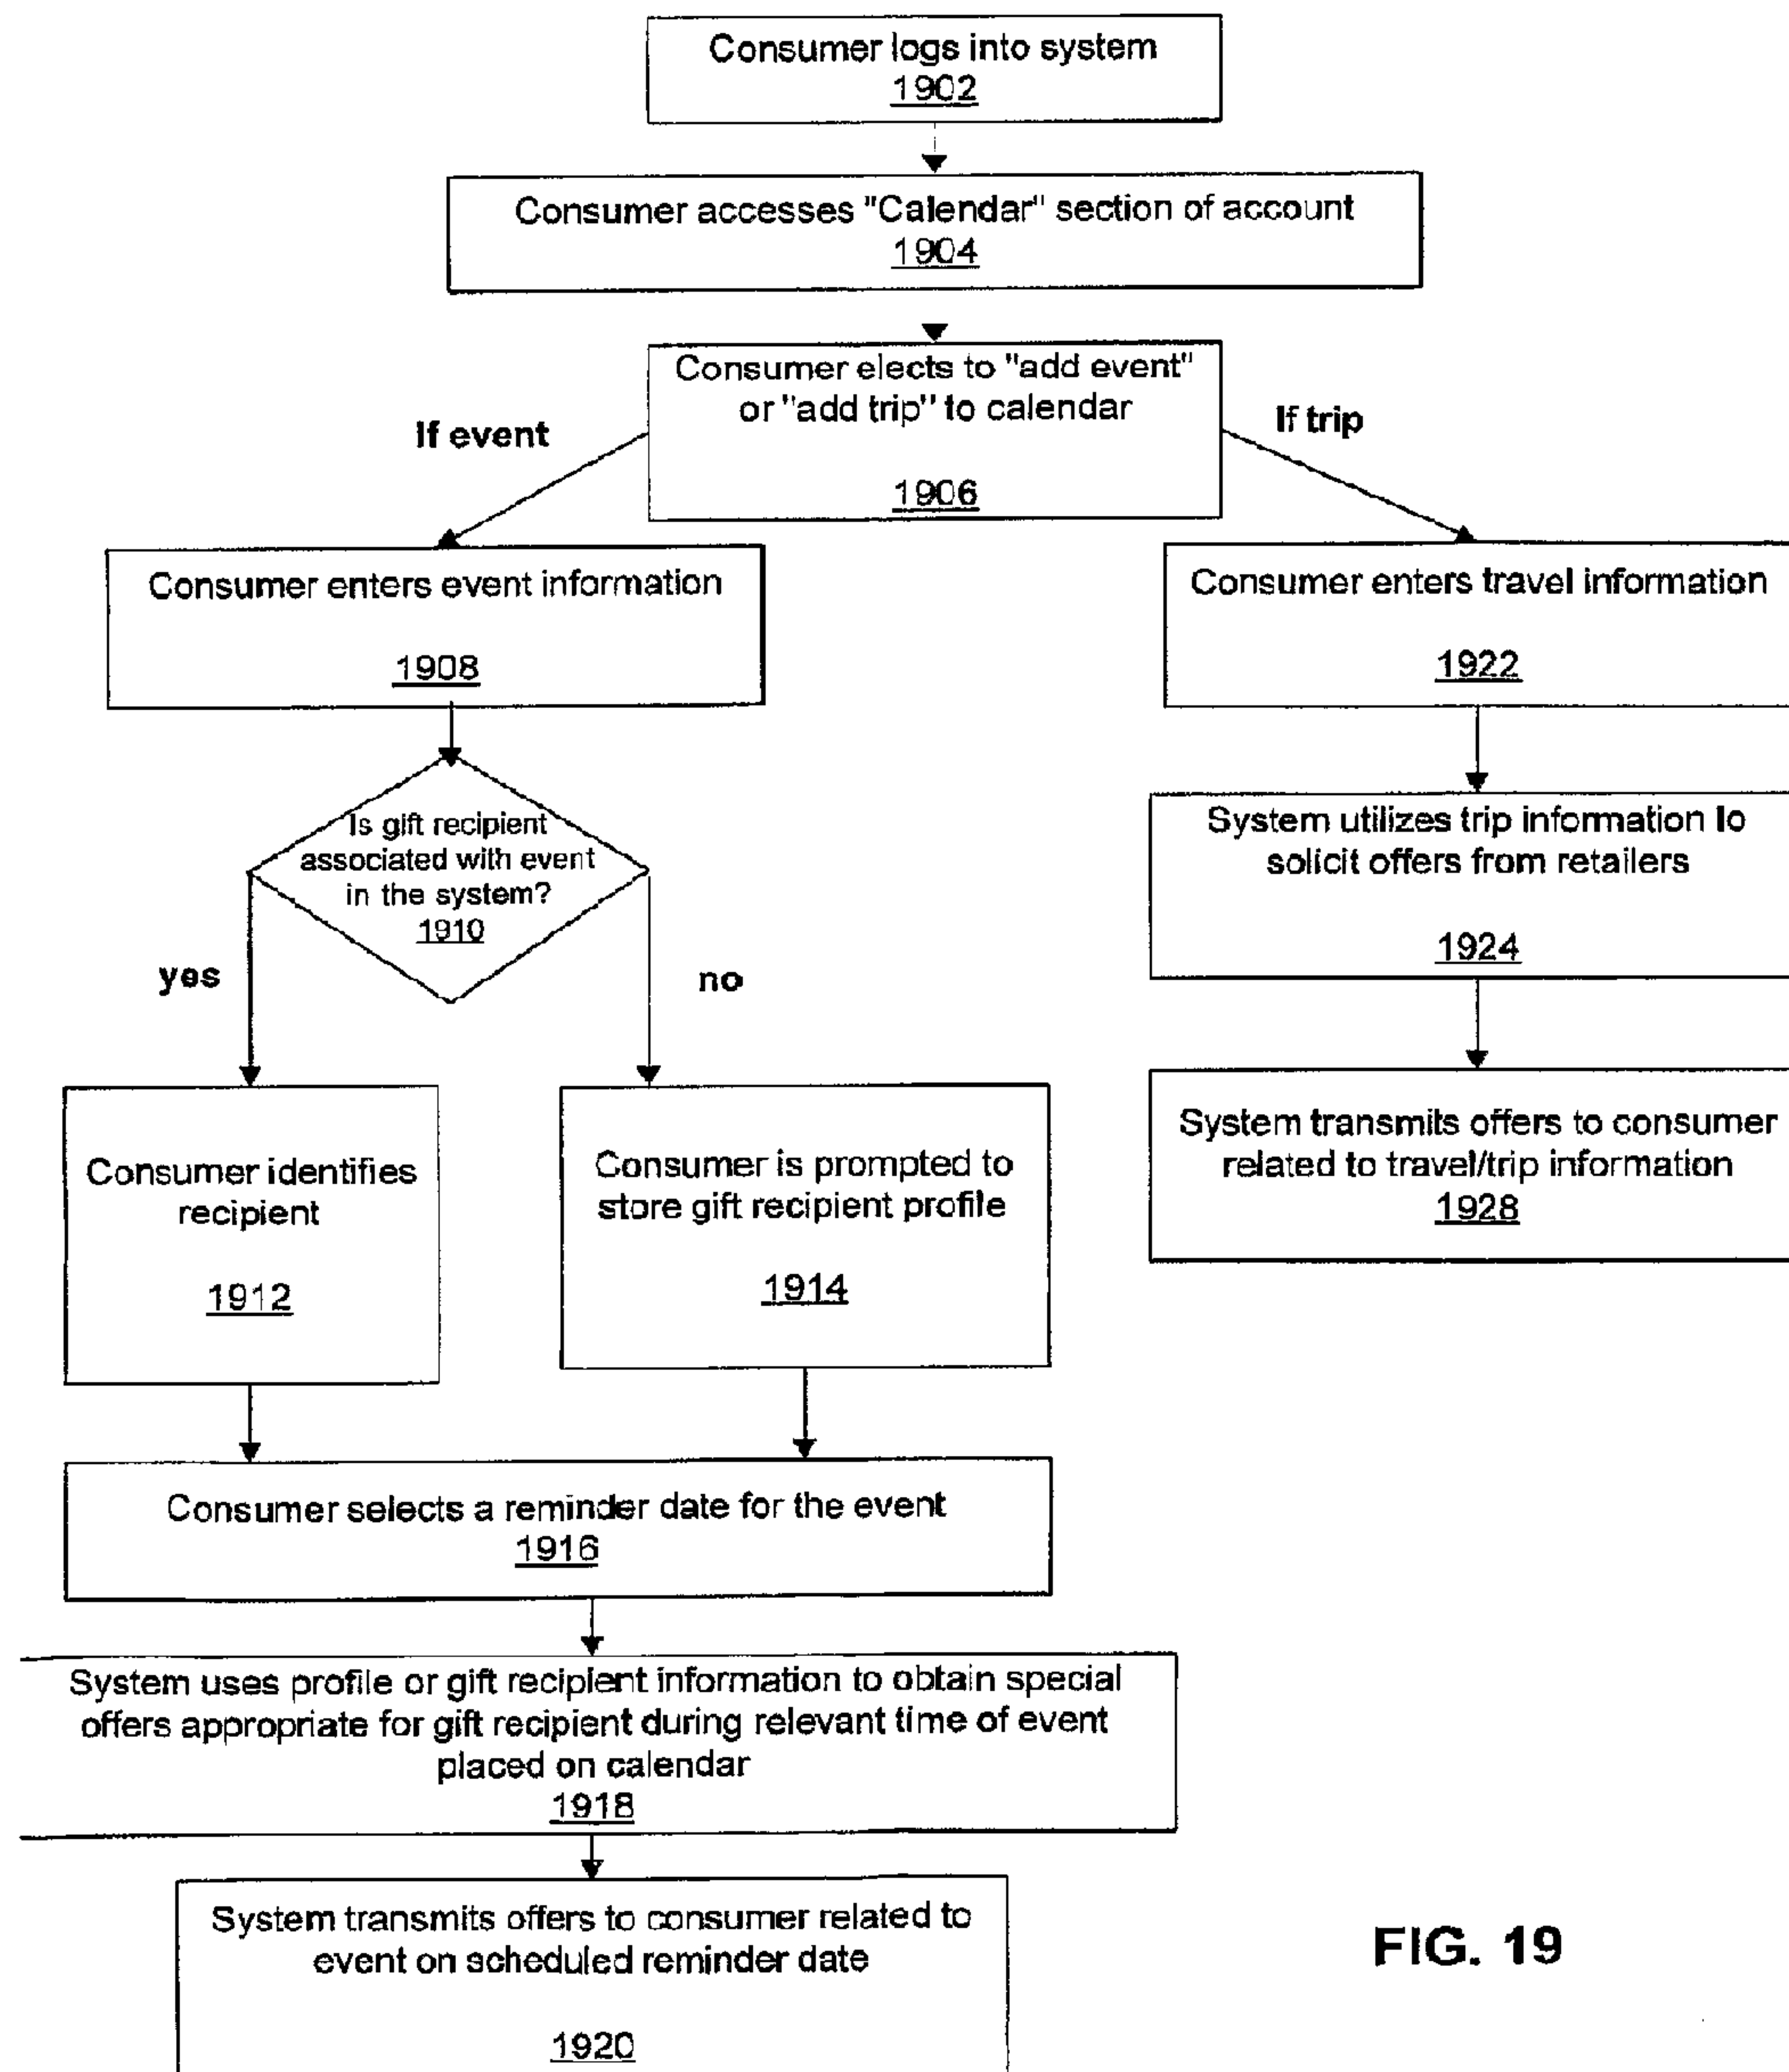 Consumer logs into system
1902
Consumer accesses "Calendar" section of account
1904
Consumer elects to "add event"
or "add trip" to calendar
1906
If event
If trip
Consumer enters event information
1908
Consumer enters travel information
1922
Is gift recipient
associated with event
in the system?
1910
yes
no
System utilizes trip information to
solicit offers from retailers
1924
Consumer identifies
recipient
1912
Consumer is prompted to
store gift recipient profile
1914
System transmits offers to consumer
related to travel/trip information
1928
Consumer selects a reminder date for the event
1916
System uses profile or gift recipient information to obtain special
offers appropriate for gift recipient during relevant time of event
placed on calendar
1918
System transmits offers to consumer related to
event on scheduled reminder date
1920
FIG. 19